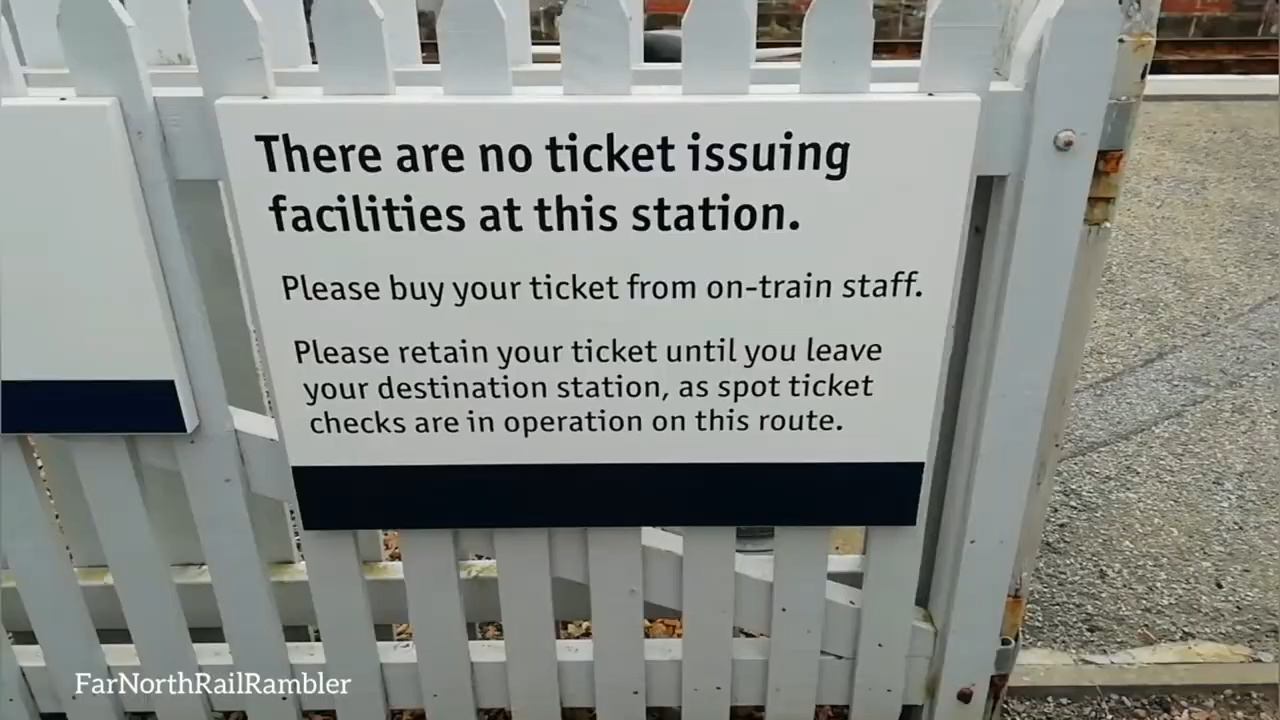 There are no ticket issuing
facilities at this station.
Please buy your ticket from on-train staff.
Please retain your ticket until you leave
your destination station, as spot ticket
checks are in operation on this route.
FarNorthRailRambler